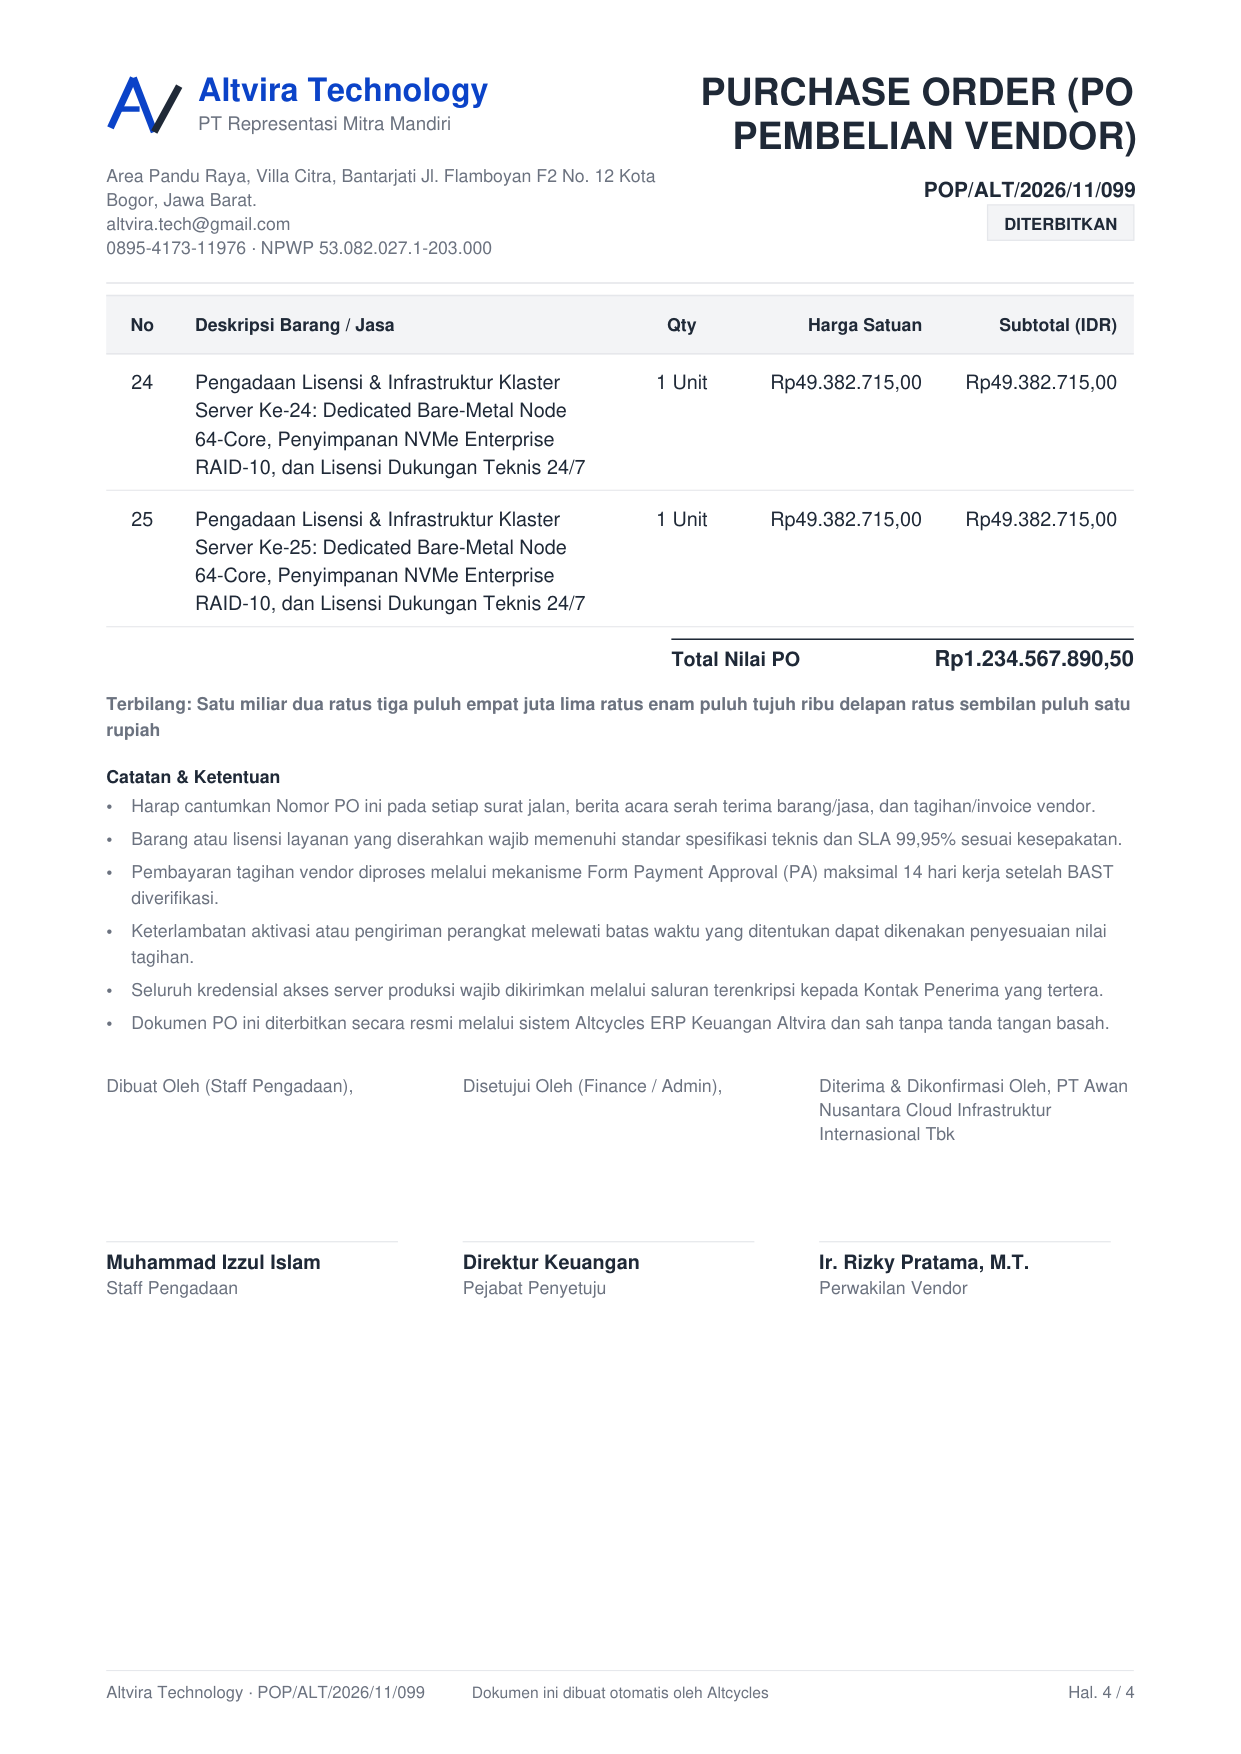 Altvira Technology
PT Representasi Mitra Mandiri
PURCHASE ORDER (PO
PEMBELIAN VENDOR)
Area Pandu Raya, Villa Citra, Bantarjati Jl. Flamboyan F2 No. 12 Kota
Bogor, Jawa Barat.
altvira.tech@gmail.com
0895-4173-11976 · NPWP 53.082.027.1-203.000
POP/ALT/2026/11/099
DITERBITKAN
No Deskripsi Barang / Jasa Qty Harga Satuan Subtotal (IDR)
24 Pengadaan Lisensi & Infrastruktur Klaster 1 Unit Rp49.382.715,00 Rp49.382.715,00
Server Ke-24: Dedicated Bare-Metal Node
64-Core, Penyimpanan NVMe Enterprise
RAID-10, dan Lisensi Dukungan Teknis 24/7
25 Pengadaan Lisensi & Infrastruktur Klaster 1 Unit Rp49.382.715,00 Rp49.382.715,00
Server Ke-25: Dedicated Bare-Metal Node
64-Core, Penyimpanan NVMe Enterprise
RAID-10, dan Lisensi Dukungan Teknis 24/7
Total Nilai PO Rp1.234.567.890,50
Terbilang: Satu miliar dua ratus tiga puluh empat juta lima ratus enam puluh tujuh ribu delapan ratus sembilan puluh satu
rupiah
Catatan & Ketentuan
• Harap cantumkan Nomor PO ini pada setiap surat jalan, berita acara serah terima barang/jasa, dan tagihan/invoice vendor.
• Barang atau lisensi layanan yang diserahkan wajib memenuhi standar spesifikasi teknis dan SLA 99,95% sesuai kesepakatan.
• Pembayaran tagihan vendor diproses melalui mekanisme Form Payment Approval (PA) maksimal 14 hari kerja setelah BAST
diverifikasi.
• Keterlambatan aktivasi atau pengiriman perangkat melewati batas waktu yang ditentukan dapat dikenakan penyesuaian nilai
tagihan.
• Seluruh kredensial akses server produksi wajib dikirimkan melalui saluran terenkripsi kepada Kontak Penerima yang tertera.
• Dokumen PO ini diterbitkan secara resmi melalui sistem Altcycles ERP Keuangan Altvira dan sah tanpa tanda tangan basah.
Dibuat Oleh (Staff Pengadaan),
Disetujui Oleh (Finance / Admin),
Diterima & Dikonfirmasi Oleh, PT Awan
Nusantara Cloud Infrastruktur
Internasional Tbk
Muhammad Izzul Islam
Staff Pengadaan
Direktur Keuangan
Pejabat Penyetuju
Ir. Rizky Pratama, M.T.
Perwakilan Vendor
Altvira Technology · POP/ALT/2026/11/099 Dokumen ini dibuat otomatis oleh Altcycles Hal. 4 / 4